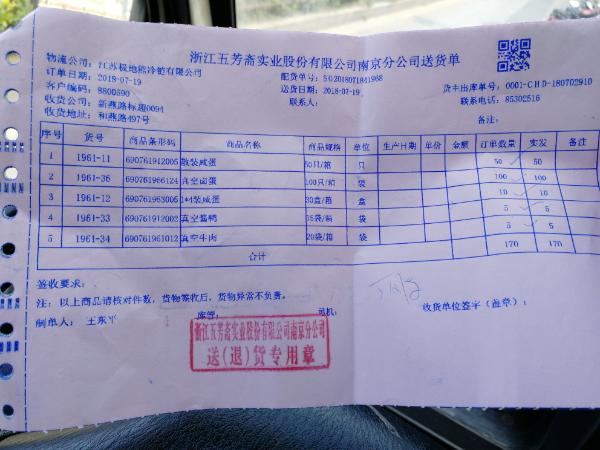 浙江五芳斋实业股份有限公司南京分公司送货单
物流公司：江苏极地熊冷链有限公司
订单日期：2018-07-19 配货单号：502018071841968 货主出库单号：0001-CHD-180702910
客户编码：8800590 送货日期：2018-07-19 联系电话：85302516
收货公司：新燕路标超0094 联系人：
收货地址：和燕路497号 备注：
序号 货号 商品条形码 商品名称 商品规格 单位 生产日期 单价 金额 订单数量 实发 备注
1 1961-11 690761912005 散装咸蛋 50只/箱 只 50 50
2 1961-36 690761966124 真空卤蛋 100只/箱 袋 100 100
3 1961-12 690761963006 1*4装咸蛋 30盒/箱 盒 10 10
4 1961-33 690761912002 真空酱鸭 15袋/箱 袋 5 5
5 1961-34 690761961012 真空牛肉 20袋/箱 袋 5 5
合计 170 170
签收要求：
注：以上商品请核对件数，货物签收后，货物异常不负责。
制单人：王东平 库管： 司机： 收货单位签字（盖章）：
浙江五芳斋实业股份有限公司南京分公司
送(退)货专用章